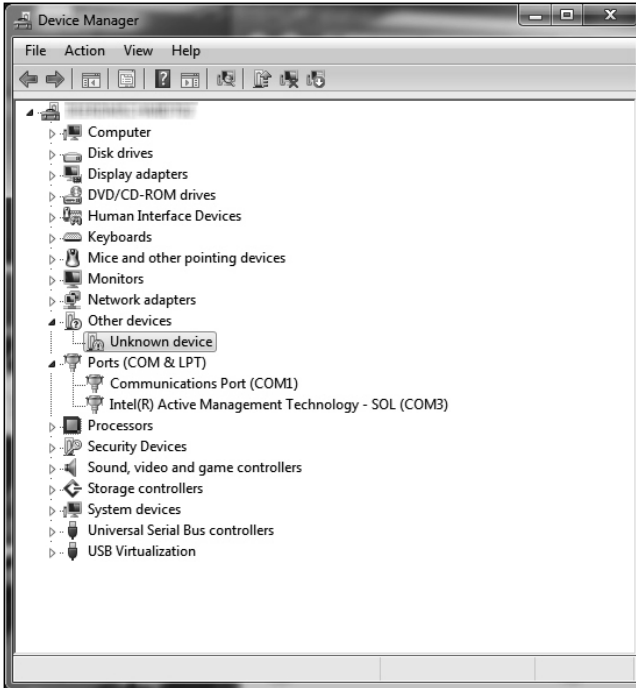 Device Manager
File Action View Help
Computer
Disk drives
Display adapters
DVD/CD-ROM drives
Human Interface Devices
Keyboards
Mice and other pointing devices
Monitors
Network adapters
Other devices
Unknown device
Ports (COM & LPT)
Communications Port (COM1)
Intel(R) Active Management Technology - SOL (COM3)
Processors
Security Devices
Sound, video and game controllers
Storage controllers
System devices
Universal Serial Bus controllers
USB Virtualization